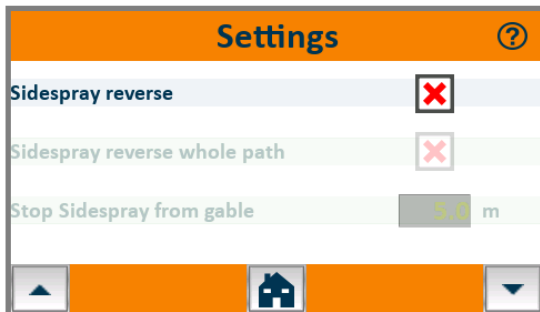 Settings ?
Sidespray reverse
Sidespray reverse whole path
Stop Sidespray from gable 5,0 m